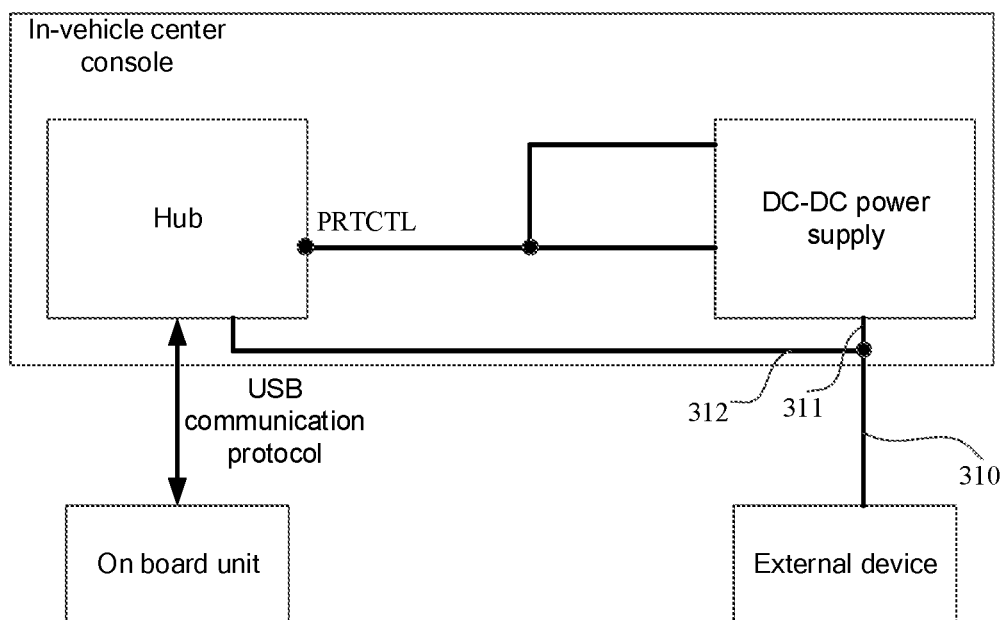 In-vehicle center
console
Hub
PRTCTL
DC-DC power
supply
USB
communication
protocol
312
311
310
On board unit
External device